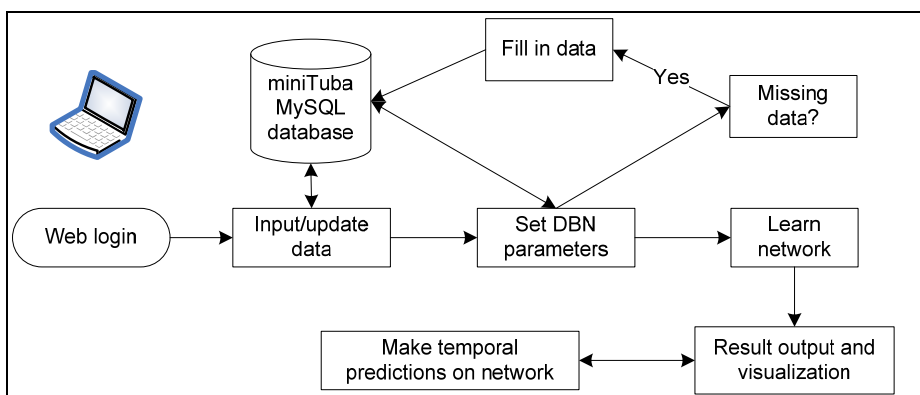 Fill in data
miniTuba
MySQL
database
Yes
Missing
data?
Web login
Input/update
data
Set DBN
parameters
Learn
network
Make temporal
predictions on network
Result output and
visualization